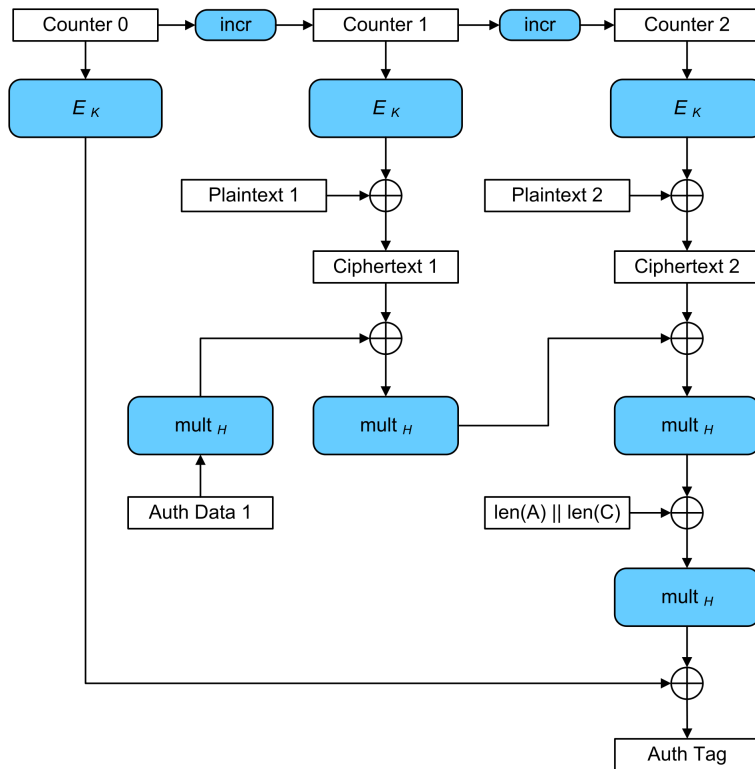 Counter 0
incr
Counter 1
incr
Counter 2
E K
E K
E K
Plaintext 1
Plaintext 2
Ciphertext 1
Ciphertext 2
mult H
mult H
mult H
Auth Data 1
len(A) || len(C)
mult H
Auth Tag